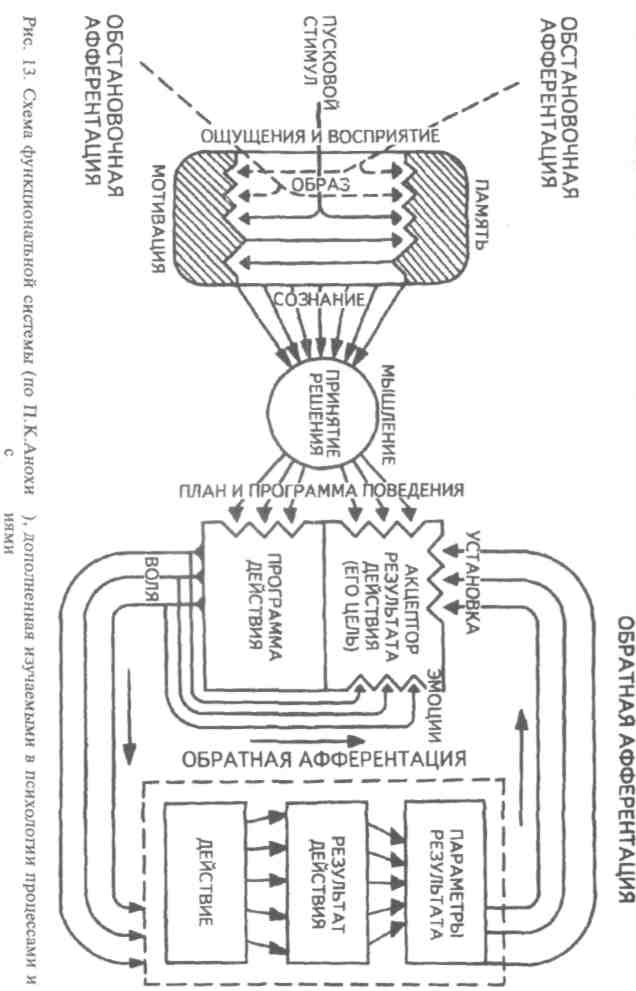 ОБСТАНОВОЧНАЯ
АФФЕРЕНТАЦИЯ
ПУСКОВОЙ
СТИМУЛ
ОБСТАНОВОЧНАЯ
АФФЕРЕНТАЦИЯ
ОЩУЩЕНИЯ И ВОСПРИЯТИЕ
ПАМЯТЬ
ОБРАЗ
МОТИВАЦИЯ
СОЗНАНИЕ
МЫШЛЕНИЕ
ПРИНЯТИЕ
РЕШЕНИЯ
ПЛАН И ПРОГРАММА ПОВЕДЕНИЯ
УСТАНОВКА
АКЦЕПТОР
РЕЗУЛЬТАТА
ДЕЙСТВИЯ
(ЕГО ЦЕЛЬ)
ПРОГРАММА
ДЕЙСТВИЯ
ВОЛЯ
ЭМОЦИИ
ОБРАТНАЯ АФФЕРЕНТАЦИЯ
ОБРАТНАЯ АФФЕРЕНТАЦИЯ
ПАРАМЕТРЫ
РЕЗУЛЬТАТА
РЕЗУЛЬТАТ
ДЕЙСТВИЯ
ДЕЙСТВИЕ
Рис. 13. Схема функциональной системы (по П.К.Анохи ), дополненная изучаемыми в психологии процессами и
с иями